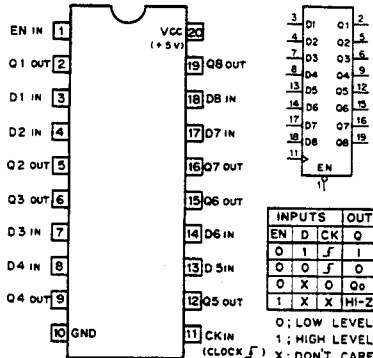 EN IN 1
Q1 OUT 2
D1 IN 3
D2 IN 4
Q2 OUT 5
Q3 OUT 6
D3 IN 7
D4 IN 8
Q4 OUT 9
10 GND
VCC 20
(+5V)
19 Q8 OUT
18 D8 IN
17 D7 IN
16 Q7 OUT
15 Q6 OUT
14 D6 IN
13 D5IN
12 Q5 OUT
11 CKIN
(CLOCK ⎍)
3 D1 Q1 2
4 D2 Q2 5
7 D3 Q3 6
8 D4 Q4 9
13 D5 Q5 12
14 D6 Q6 15
17 D7 Q7 16
18 D8 Q8 19
11
EN
1
INPUTS OUT
EN D CK Q
0 1 ⎍ 1
0 0 ⎍ 0
0 X 0 Qo
1 X X HI-Z
0; LOW LEVEL
1; HIGH LEVEL
X; DON'T CARE